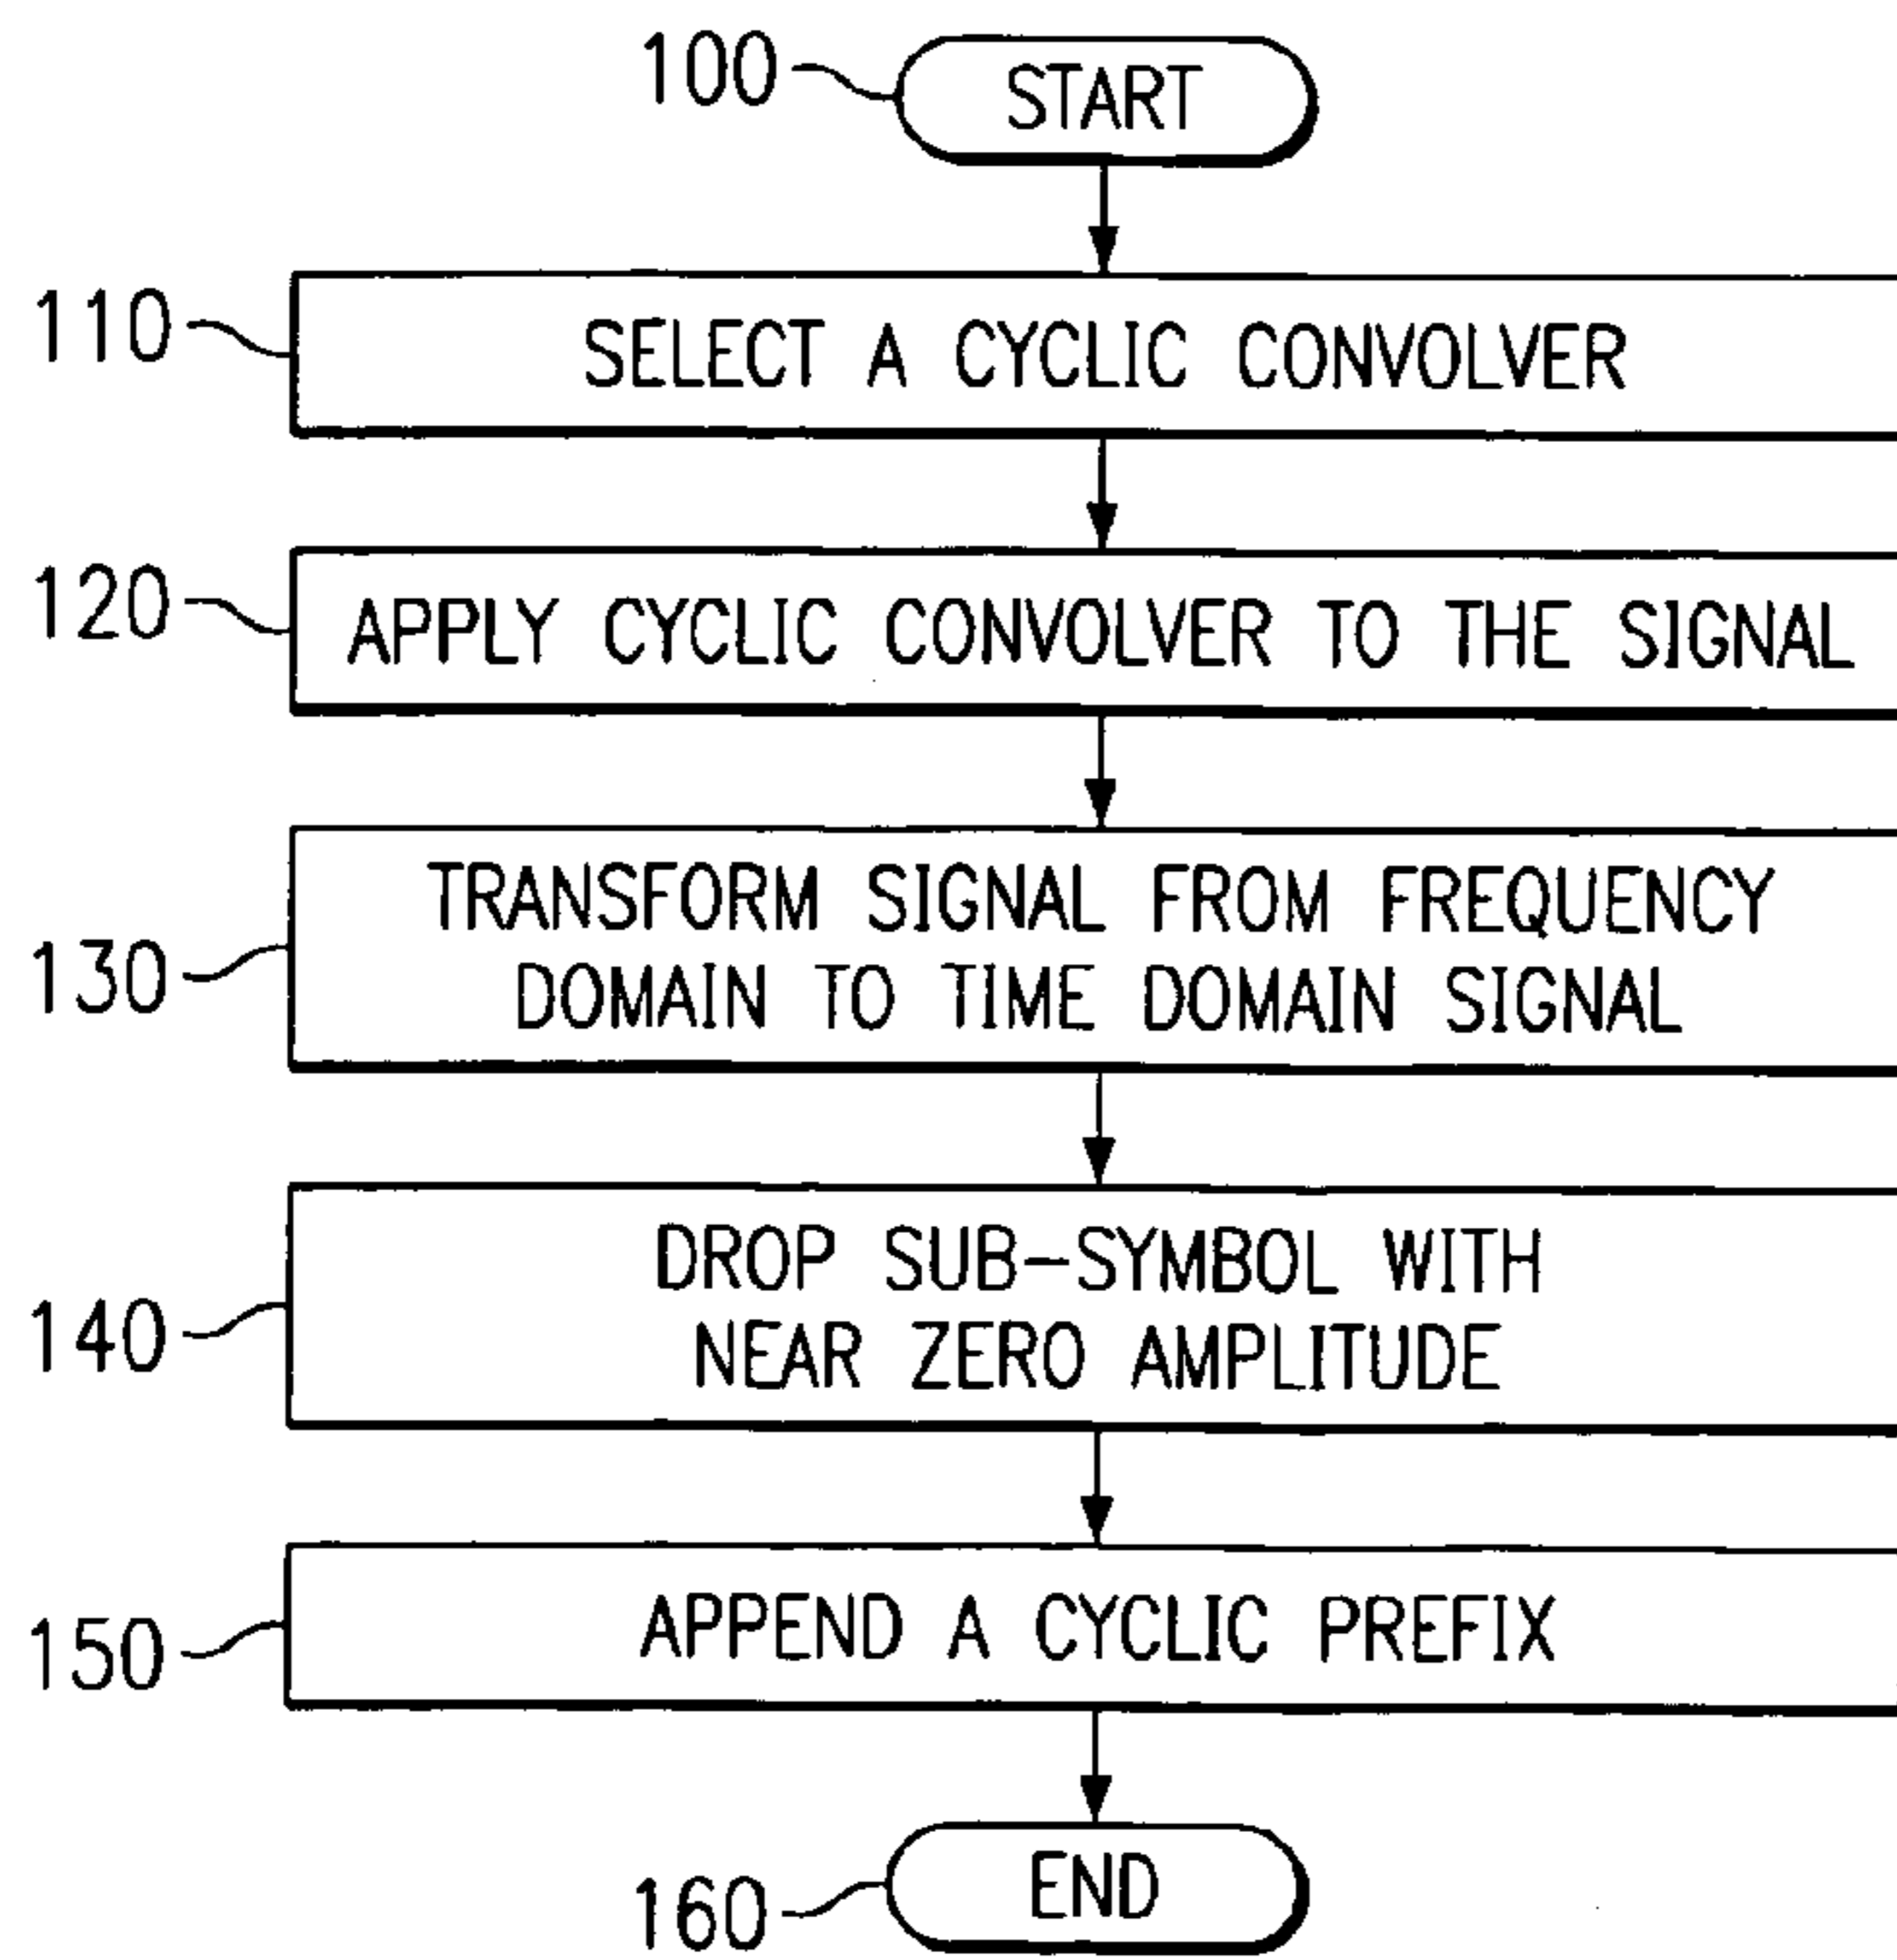 100
START
110
SELECT A CYCLIC CONVOLVER
120
APPLY CYCLIC CONVOLVER TO THE SIGNAL
130
TRANSFORM SIGNAL FROM FREQUENCY
DOMAIN TO TIME DOMAIN SIGNAL
140
DROP SUB-SYMBOL WITH
NEAR ZERO AMPLITUDE
150
APPEND A CYCLIC PREFIX
160
END